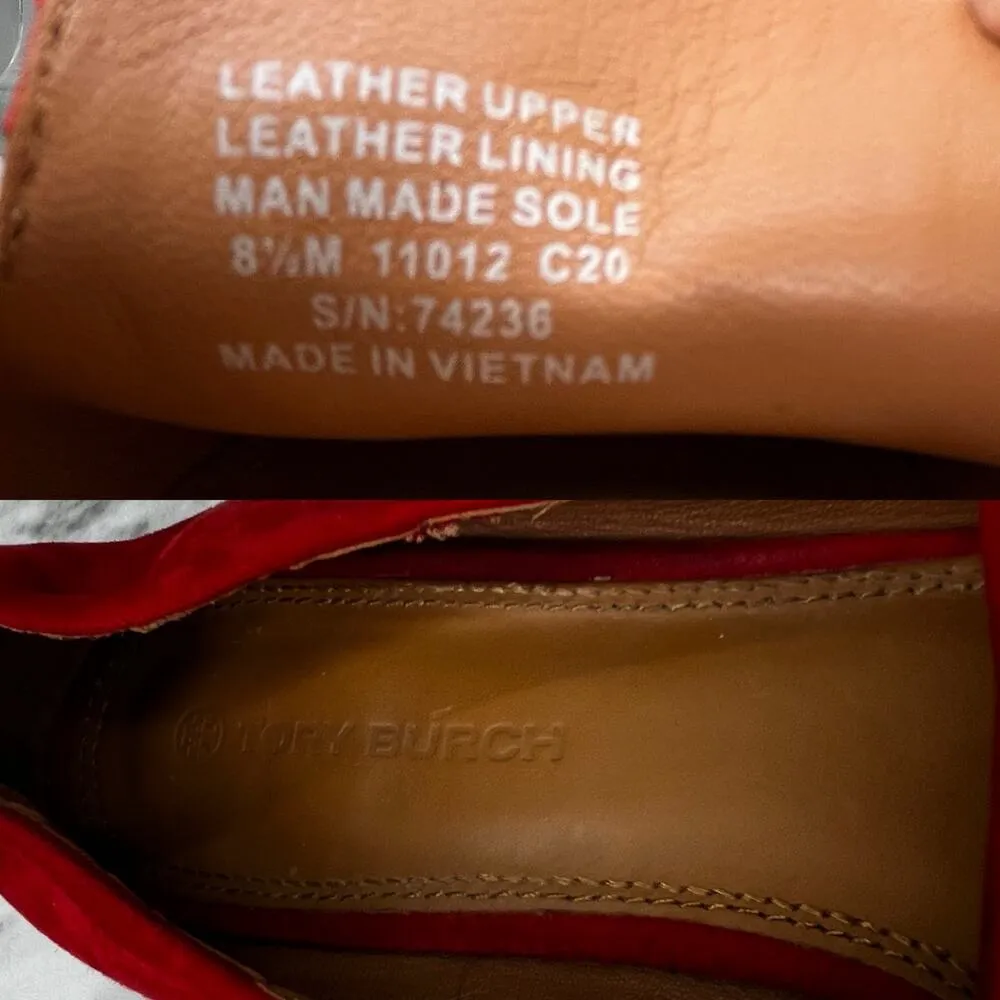 LEATHER UPPER
LEATHER LINING
MAN MADE SOLE
8½M 11012 C20
S/N:74236
MADE IN VIETNAM
TORY BURCH